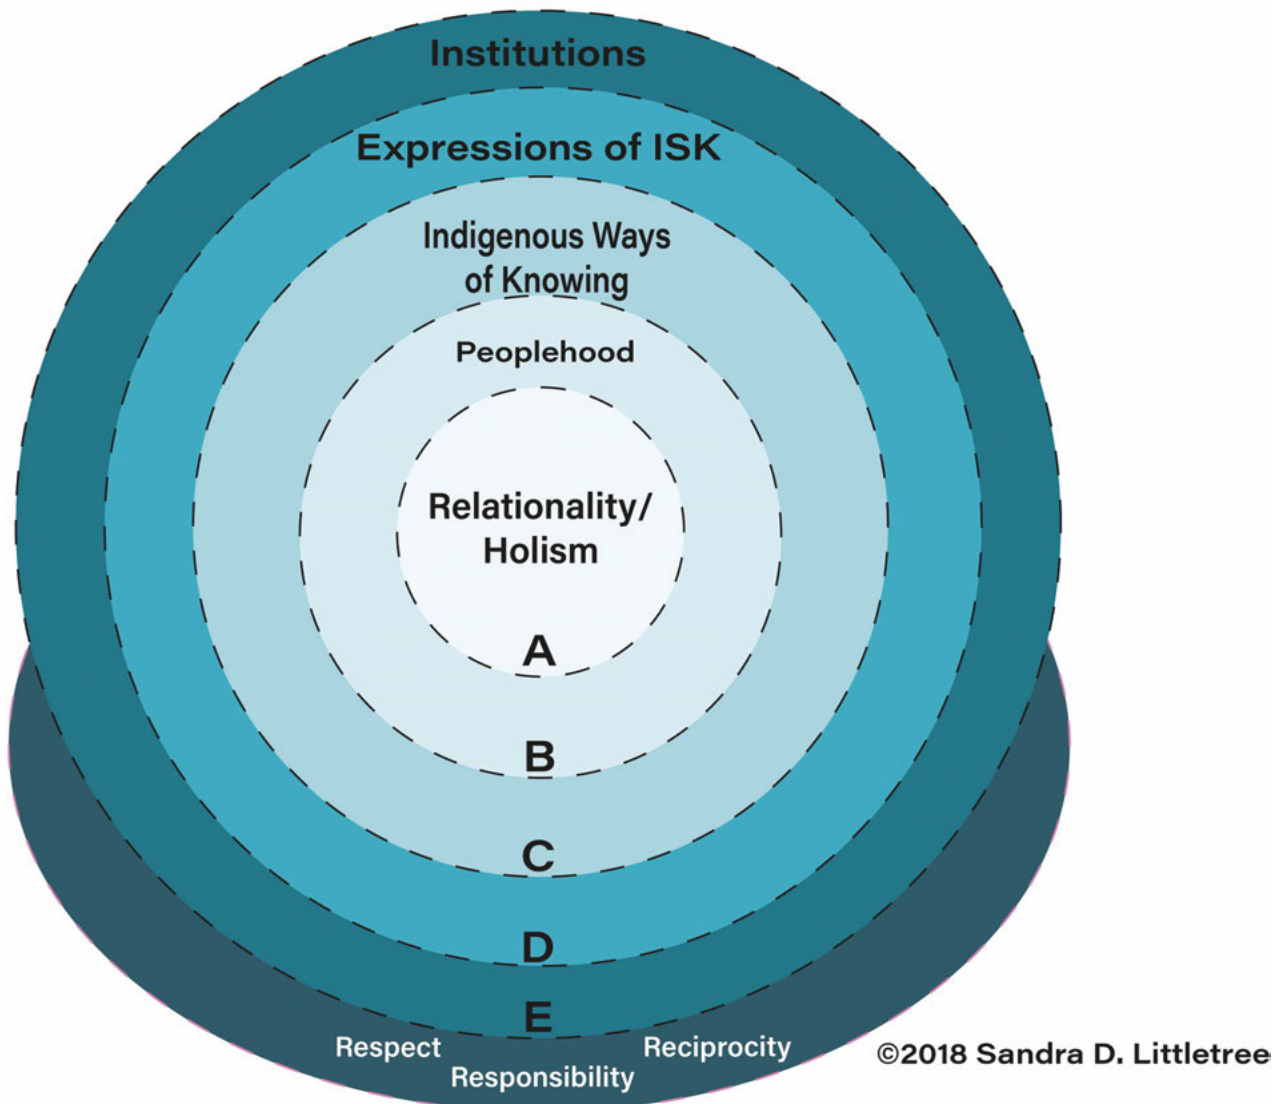 Institutions
Expressions of ISK
Indigenous Ways
of Knowing
Peoplehood
Relationality/
Holism
A
B
C
D
E
Respect
Responsibility
Reciprocity
©2018 Sandra D. Littletree